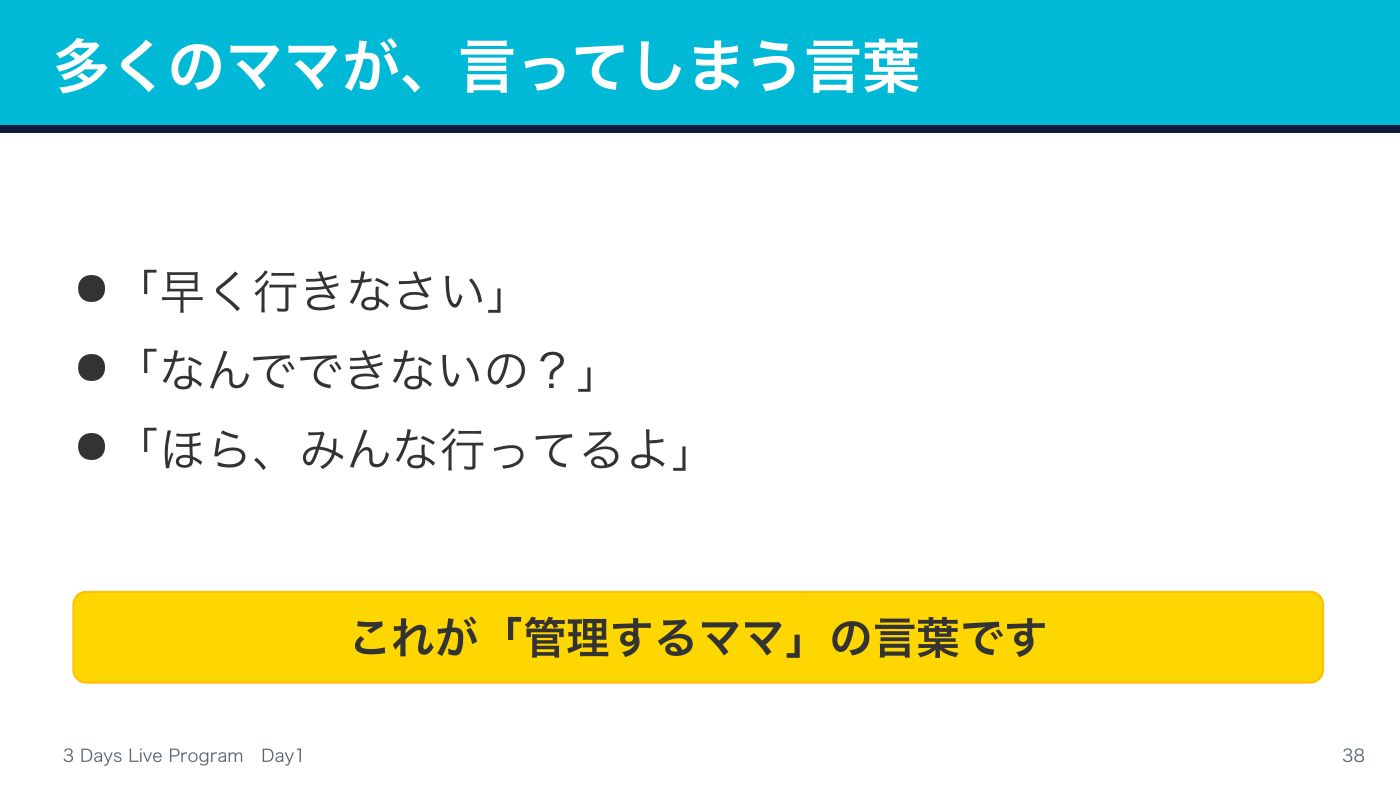 多くのママが、言ってしまう言葉
●「早く行きなさい」
●「なんでできないの？」
●「ほら、みんな行ってるよ」
これが「管理するママ」の言葉です
3 Days Live Program　Day1
38